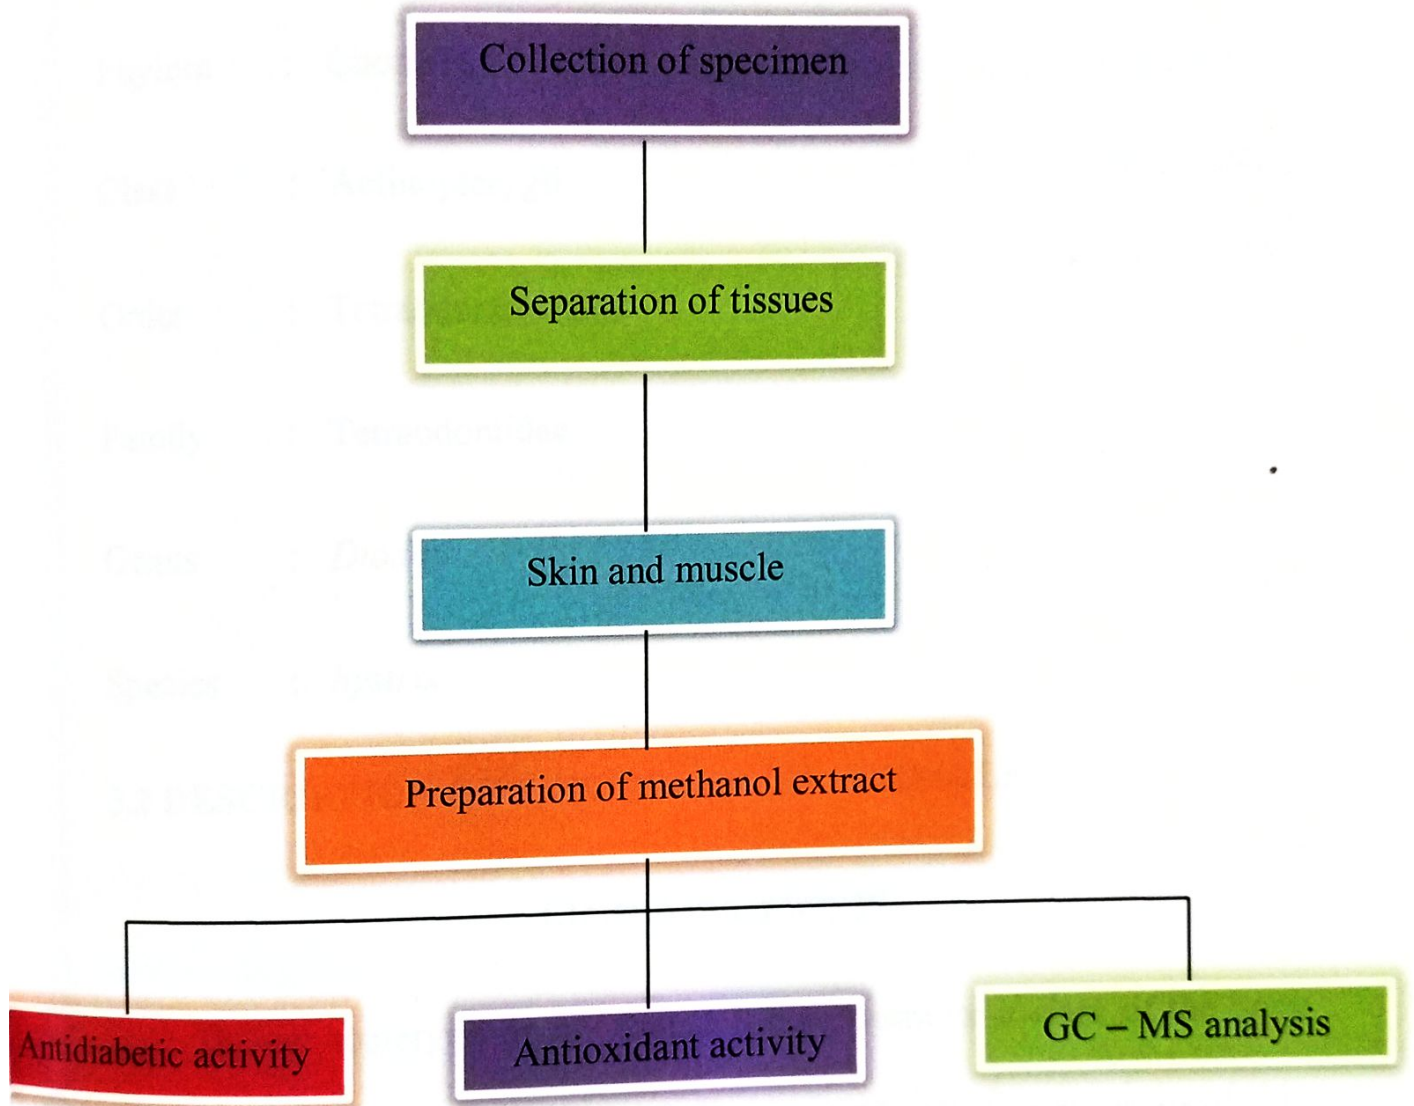 Collection of specimen
Separation of tissues
Skin and muscle
Preparation of methanol extract
Antidiabetic activity
Antioxidant activity
GC – MS analysis